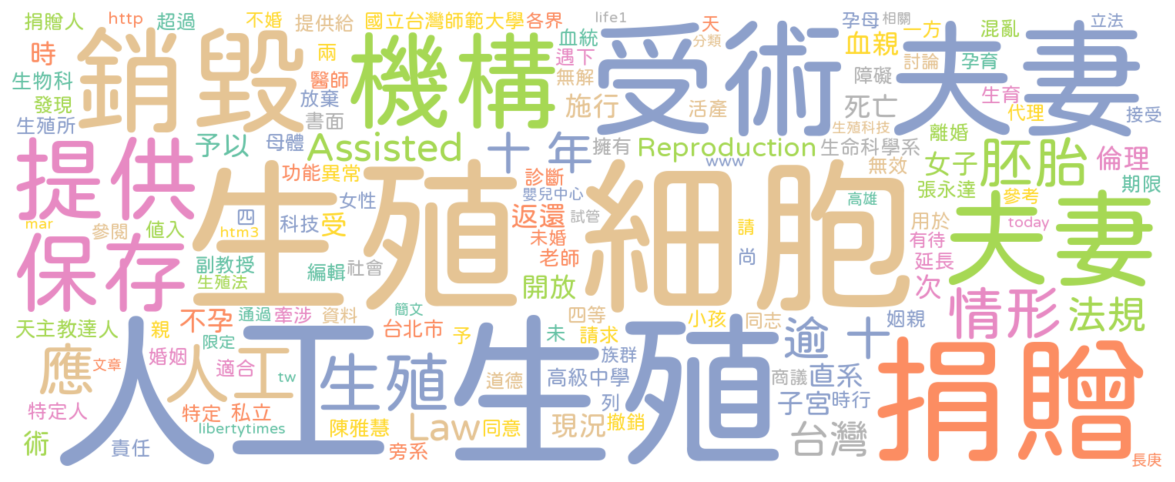 捐贈人 http 超過 不婚 提供給 國立台灣師範大學 各界 life1 天 孕母 相關 立法
時 銷毀 兩 機構 血統 受術 夫妻 分類 血親 一方 混亂
生物科 醫師 遇下 討論 孕育
發現 放棄 無解 障礙 生育
生殖所 書面 施行 活產 死亡 代理 接受
予以 母體 Assisted 十年 擁有 Reproduction 生殖科技 生命科學系 離婚
提供 功能 異常 診斷 www 無效 女子 胚胎 倫理
生殖細胞 女性 嬰兒中心 高雄 張永達 期限
mar 值入 四 科技 受 返還 試管 用於 參考
參閱 htm3 未婚 請 夫妻 today
保存 副教授 編輯 社會 老師 尚 有待
生殖法 開放 次 延長
天主教達人 通過 牽涉 資料 簡文 四等 小孩 同志 姻親 情形 法規
親 不孕 限定 台北市 予 未 請求 逾 十
應 文章 婚姻 人工 適合 tw 族群
人工生殖 生殖 道德 高級中學 商議 直系 捐贈
特定人 特定 私立 列 子宮 時行
libertytimes 陳雅慧 Law 同意 現況 撤銷
術 責任 旁系 台灣 長庚